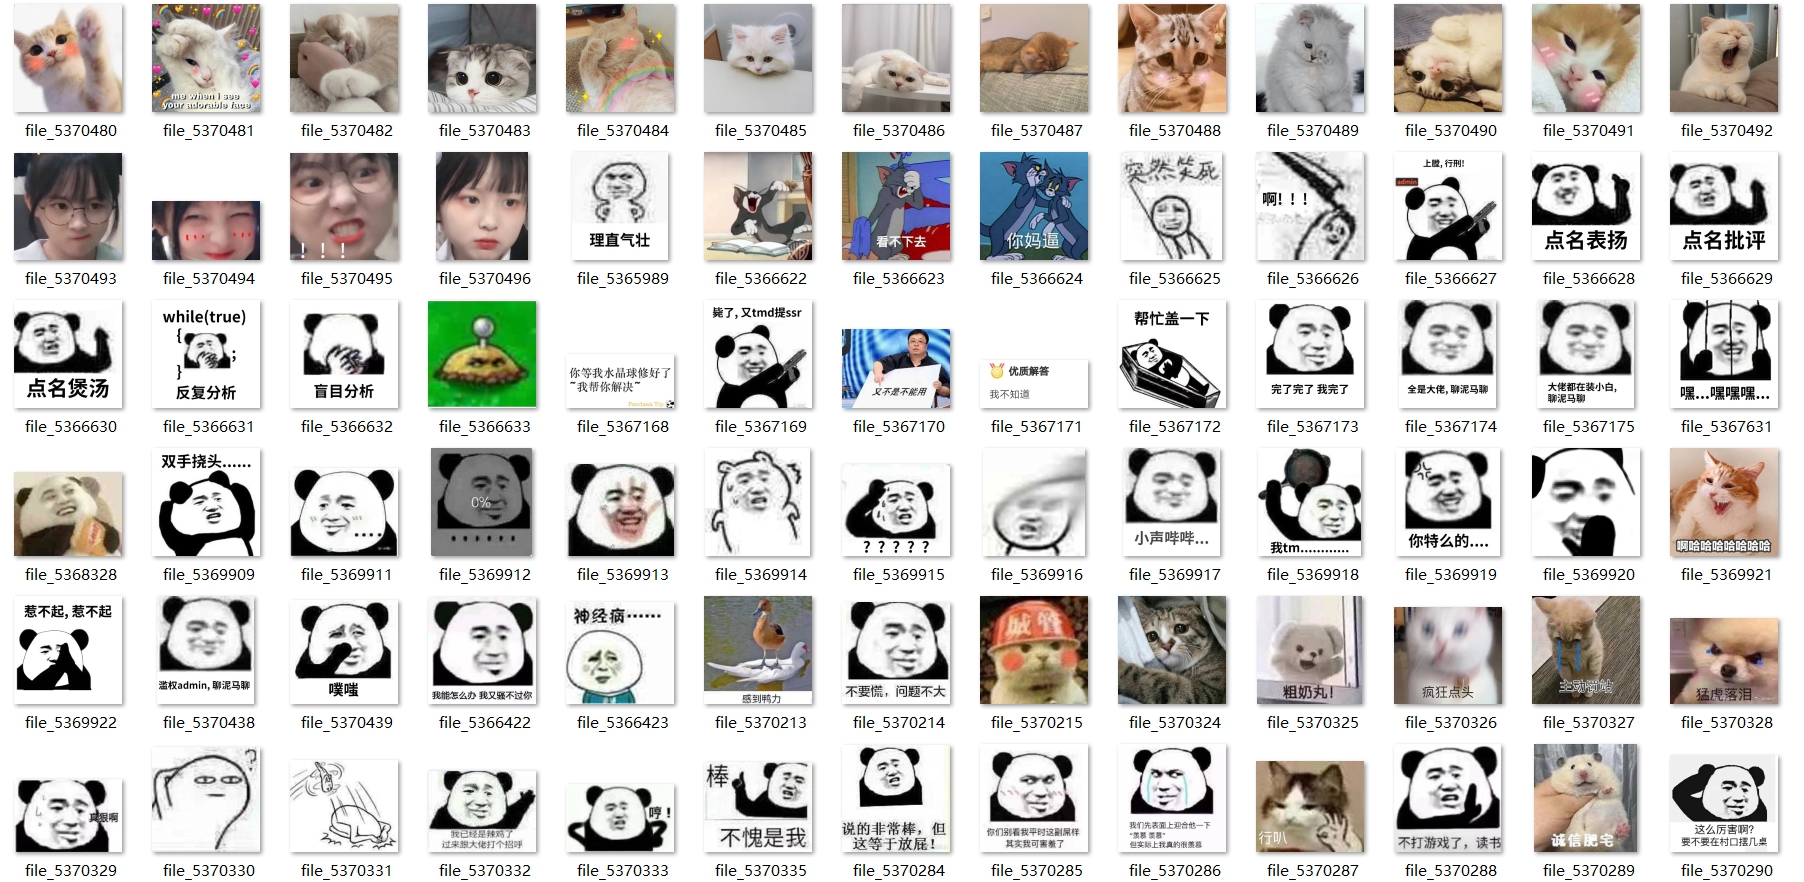 me when i see
your adorable face
file_5370480 file_5370481 file_5370482 file_5370483 file_5370484 file_5370485 file_5370486 file_5370487 file_5370488 file_5370489 file_5370490 file_5370491 file_5370492
！！！
理直气壮
看不下去
你妈逼
突然笑死
啊！！！
上膛, 行刑!
admin
点名表扬
点名批评
file_5370493 file_5370494 file_5370495 file_5370496 file_5365989 file_5366622 file_5366623 file_5366624 file_5366625 file_5366626 file_5366627 file_5366628 file_5366629
点名煲汤
while(true)
{
}
;
反复分析
盲目分析
你等我水晶球修好了
~我帮你解决~
毙了, 又tmd提ssr
又不是不能用
优质解答
我不知道
帮忙盖一下
完了完了 我完了
全是大佬, 聊泥马聊
大佬都在装小白,
聊泥马聊
嘿...嘿嘿嘿...
file_5366630 file_5366631 file_5366632 file_5366633 file_5367168 file_5367169 file_5367170 file_5367171 file_5367172 file_5367173 file_5367174 file_5367175 file_5367631
双手挠头......
0%
? ? ? ? ?
小声哔哔...
我tm............
你特么的....
啊哈哈哈哈哈哈哈
file_5368328 file_5369909 file_5369911 file_5369912 file_5369913 file_5369914 file_5369915 file_5369916 file_5369917 file_5369918 file_5369919 file_5369920 file_5369921
惹不起, 惹不起
滥权admin, 聊泥马聊
噗嗤
我能怎么办 我又骚不过你
神经病······
感到鸭力
不要慌，问题不大
粗奶丸!
疯狂点头
主动罚站
猛虎落泪
file_5369922 file_5370438 file_5370439 file_5366422 file_5366423 file_5370213 file_5370214 file_5370215 file_5370324 file_5370325 file_5370326 file_5370327 file_5370328
真狠啊
我已经是辣鸡了
过来跟大佬打个招呼
哼！
棒
不愧是我
说的非常棒，但
这等于放屁！
你们别看我平时这副屌样
其实我可害羞了
我们先表面上迎合他一下
“羡慕 羡慕”
但实际上我真的很羡慕
行叭
不打游戏了，读书
诚信肥宅
这么厉害啊?
要不要在村口摆几桌
file_5370329 file_5370330 file_5370331 file_5370332 file_5370333 file_5370335 file_5370284 file_5370285 file_5370286 file_5370287 file_5370288 file_5370289 file_5370290